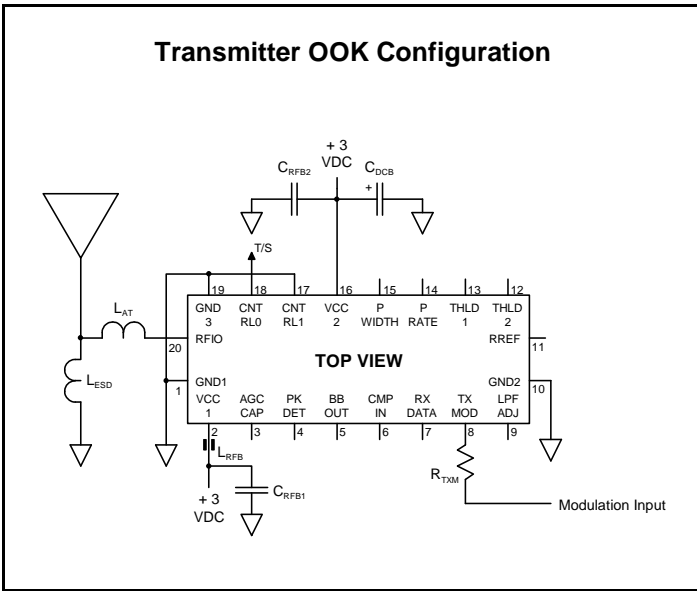 Transmitter OOK Configuration
+ 3
VDC
CRFB2
CDCB
+
T/S
19
18
17
16
15
14
13
12
GND
3
CNT
RL0
CNT
RL1
VCC
2
P
WIDTH
P
RATE
THLD
1
THLD
2
LAT
20
RFIO
RREF
11
TOP VIEW
LESD
1
GND1
GND2
10
VCC
1
AGC
CAP
PK
DET
BB
OUT
CMP
IN
RX
DATA
TX
MOD
LPF
ADJ
2
3
4
5
6
7
8
9
LRFB
+ 3
VDC
CRFB1
RTXM
Modulation Input